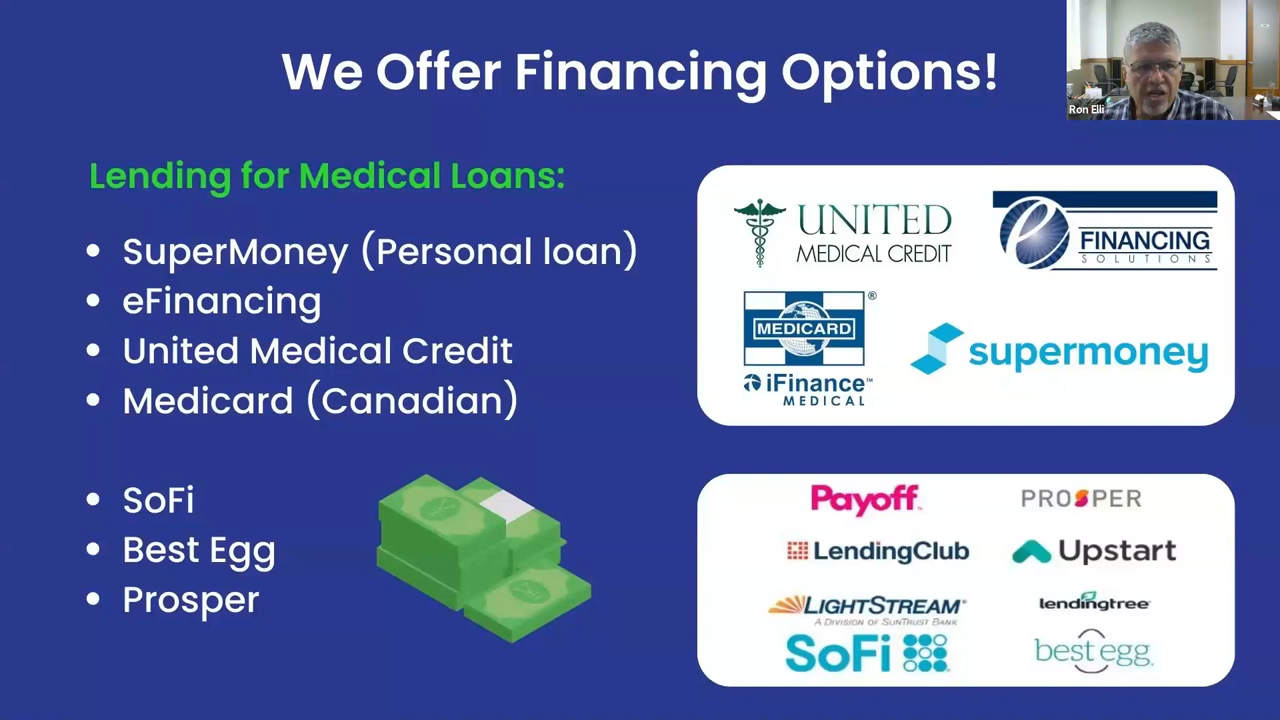 We Offer Financing Options!
Ron Elli
Lending for Medical Loans:
• SuperMoney (Personal loan)
• eFinancing
• United Medical Credit
• Medicard (Canadian)
• SoFi
• Best Egg
• Prosper
UNITED
MEDICAL CREDIT
e FINANCING
SOLUTIONS
MEDICARD ®
iFinance™
MEDICAL
supermoney
Payoff™
PROSPER
LendingClub
Upstart
LIGHTSTREAM®
A DIVISION OF SUNTRUST BANK
lendingtree®
SoFi
best egg.